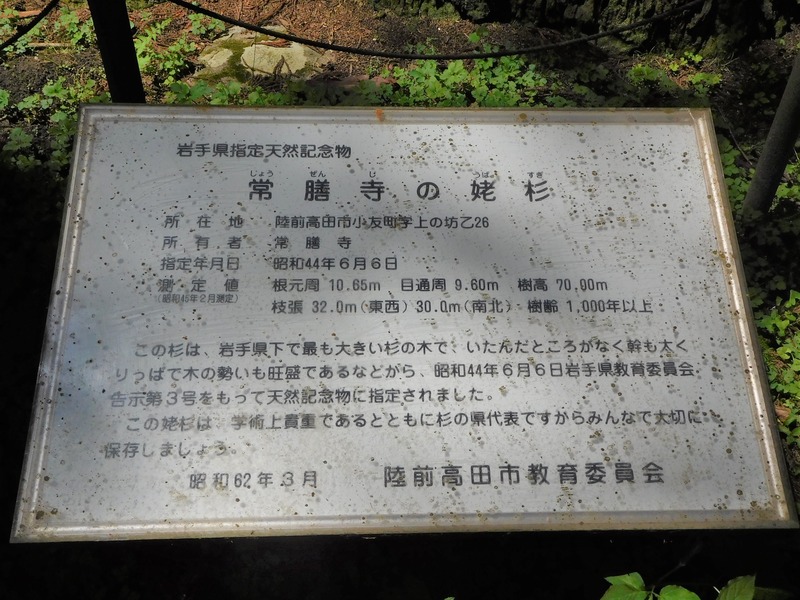 岩手県指定天然記念物
じょう ぜん じ うば すぎ
常膳寺の姥杉
所在地 陸前高田市小友町字上の坊乙26
所有者 常膳寺
指定年月日 昭和44年6月6日
測定値 根元周 10.65m 目通周 9.60m 樹高 70.00m
(昭和45年2月測定) 枝張 32.0m(東西) 30.0m(南北) 樹齢 1,000年以上
この杉は、岩手県下で最も大きい杉の木で、いたんだところがなく幹も太く
りっぱで木の勢いも旺盛であるなどから、昭和44年6月6日岩手県教育委員会
告示第3号をもって天然記念物に指定されました。
この姥杉は、学術上貴重であるとともに杉の県代表ですからみんなで大切に
保存しましょう。
昭和62年3月 陸前高田市教育委員会